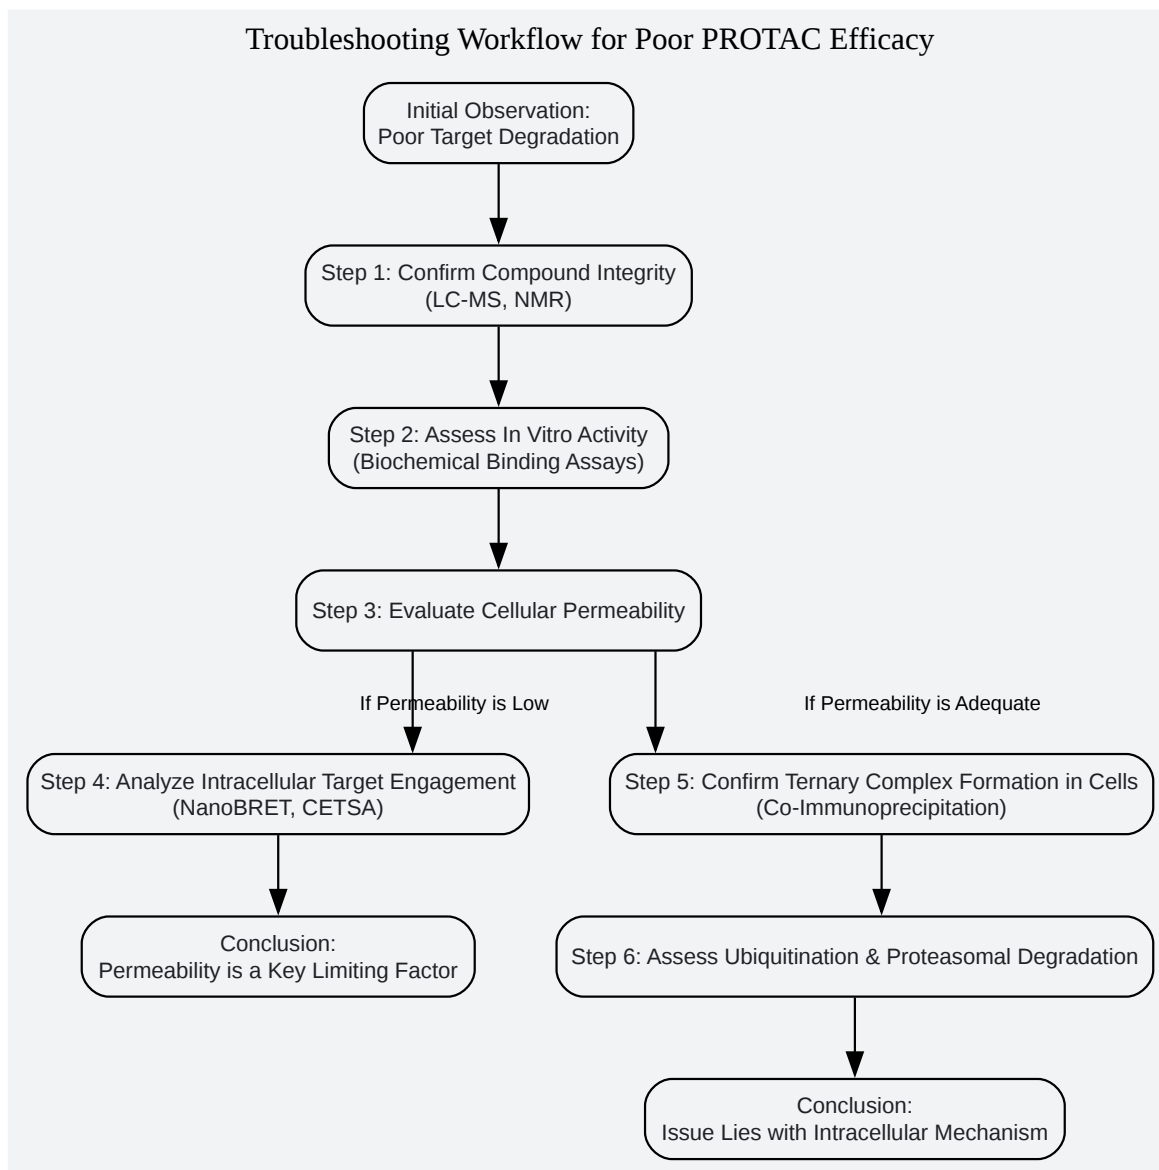 Troubleshooting Workflow for Poor PROTAC Efficacy
Initial Observation:
Poor Target Degradation
Step 1: Confirm Compound Integrity
(LC-MS, NMR)
Step 2: Assess In Vitro Activity
(Biochemical Binding Assays)
Step 3: Evaluate Cellular Permeability
If Permeability is Low
If Permeability is Adequate
Step 4: Analyze Intracellular Target Engagement
(NanoBRET, CETSA)
Step 5: Confirm Ternary Complex Formation in Cells
(Co-Immunoprecipitation)
Conclusion:
Permeability is a Key Limiting Factor
Step 6: Assess Ubiquitination & Proteasomal Degradation
Conclusion:
Issue Lies with Intracellular Mechanism